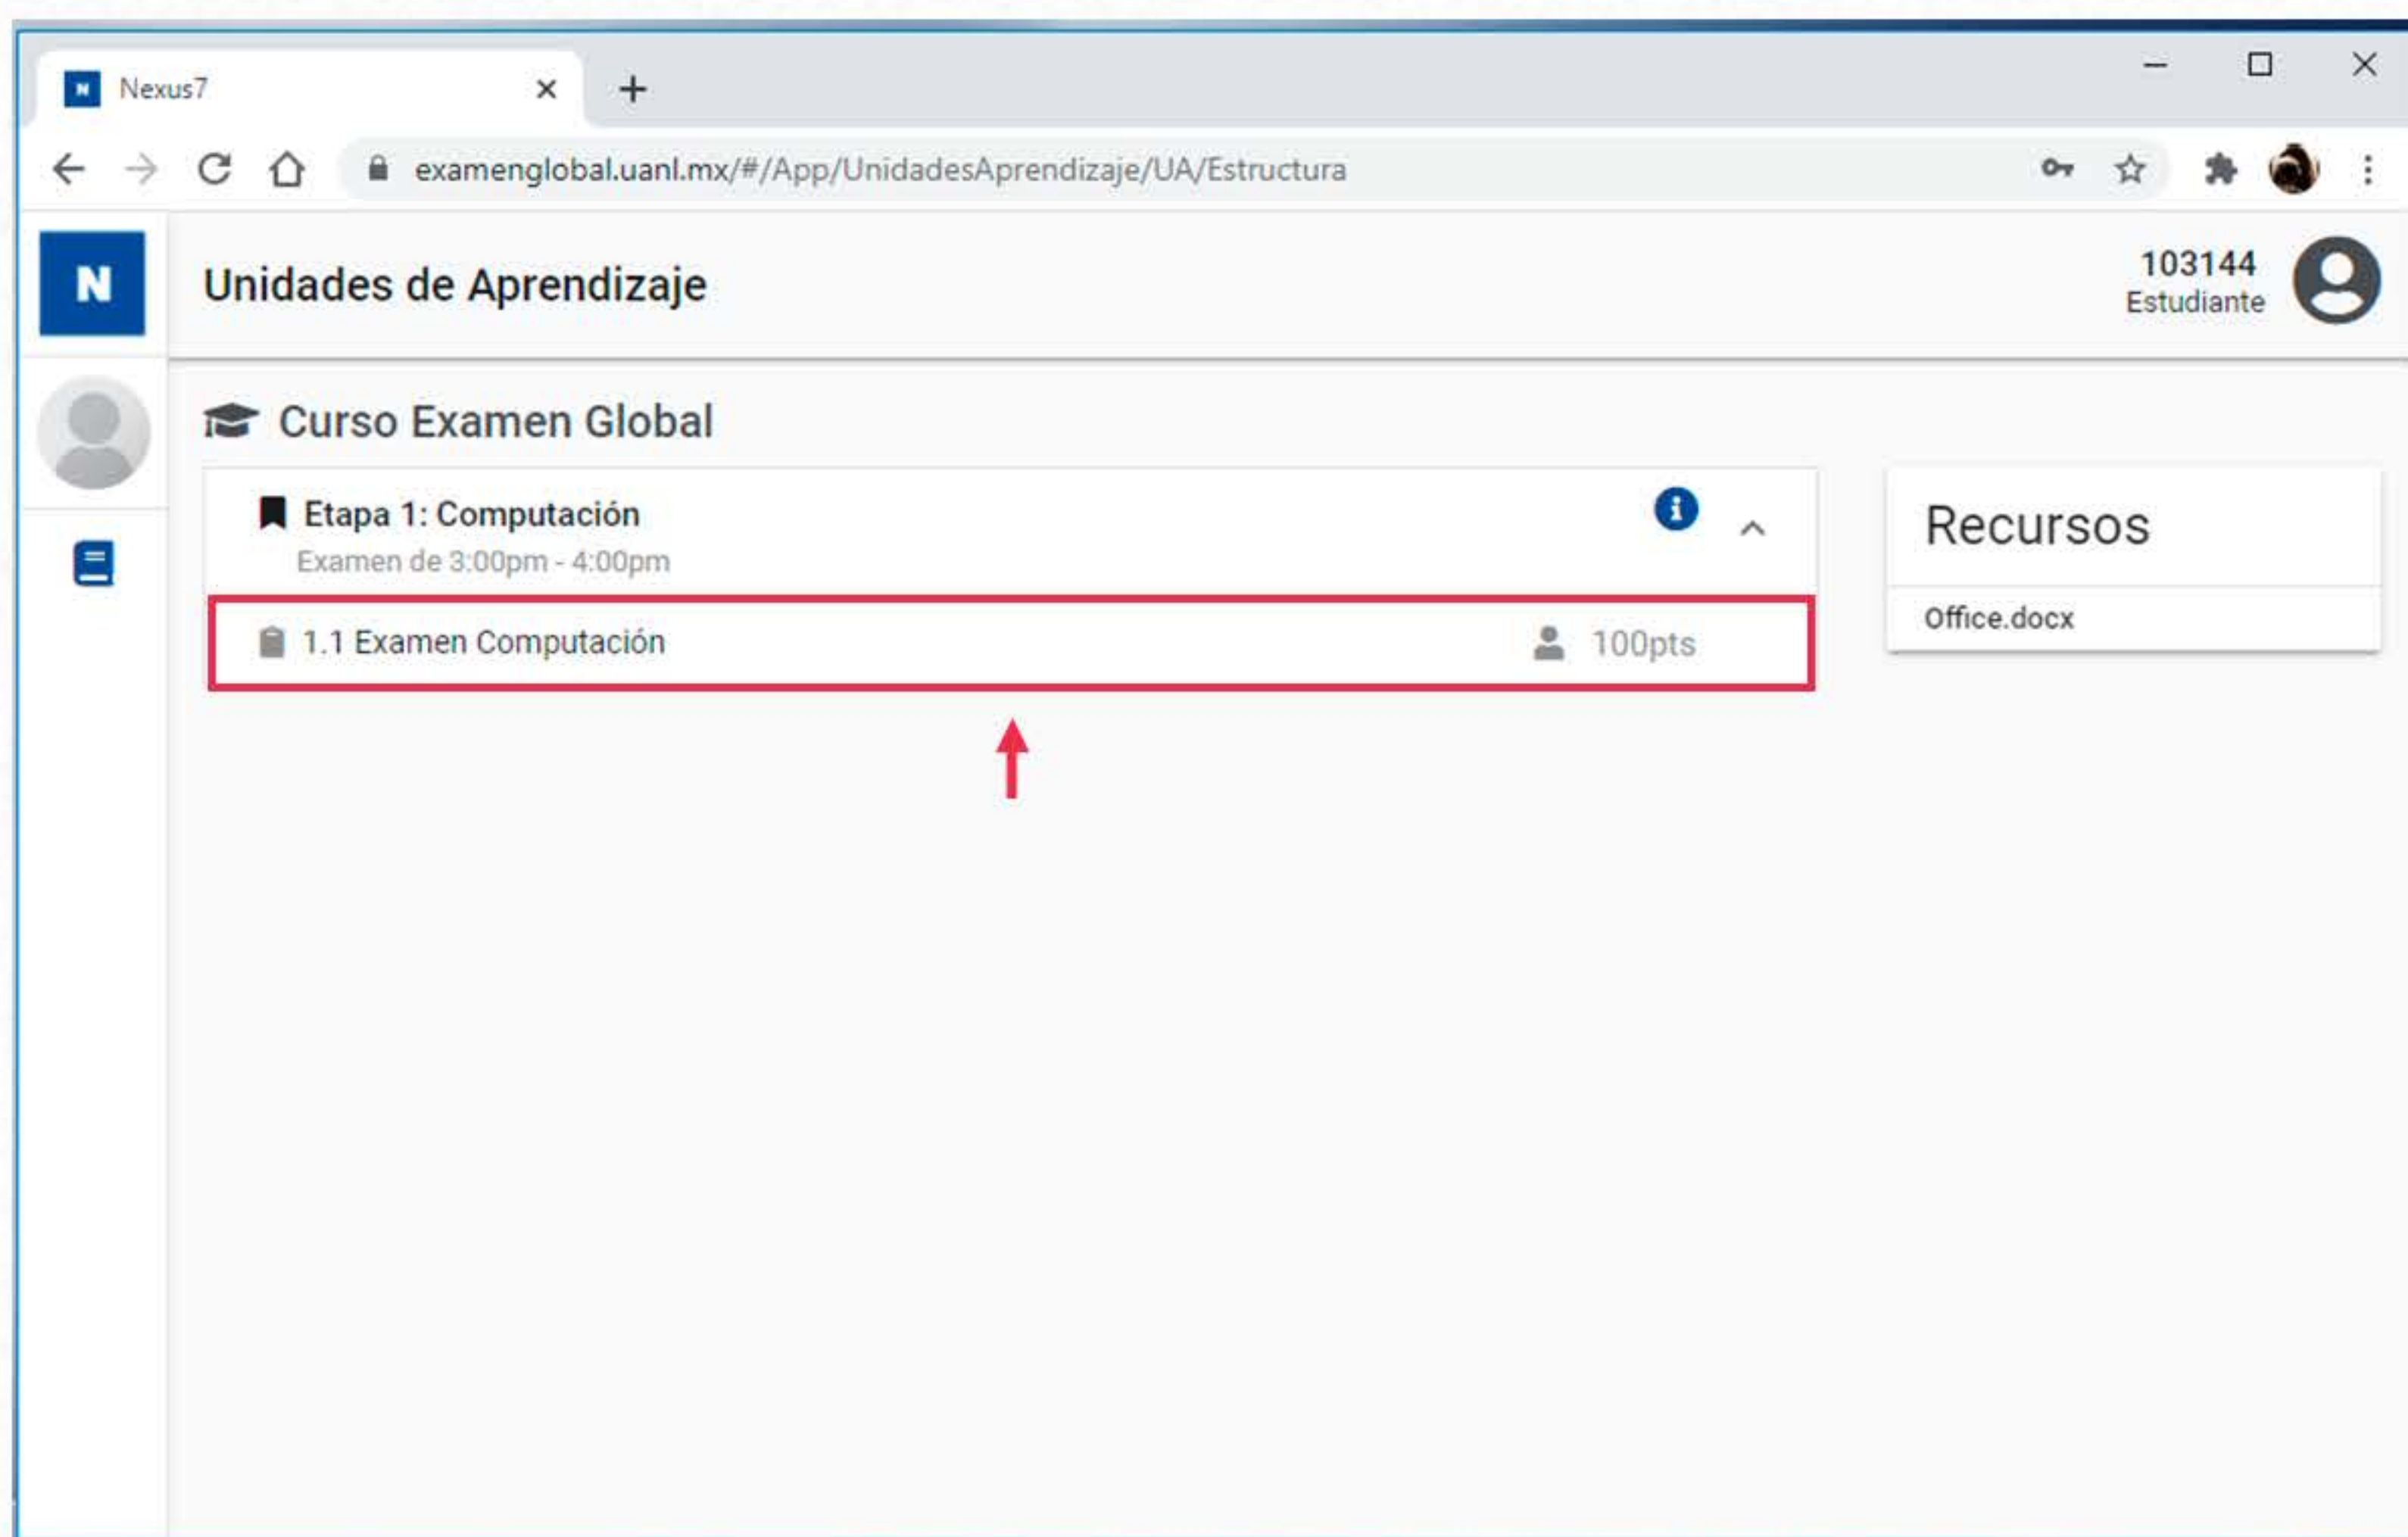 Nexus7
examenglobal.uanl.mx/#/App/UnidadesAprendizaje/UA/Estructura
N
Unidades de Aprendizaje
103144
Estudiante
Curso Examen Global
Etapa 1: Computación
Examen de 3:00pm - 4:00pm
1.1 Examen Computación
100pts
Recursos
Office.docx